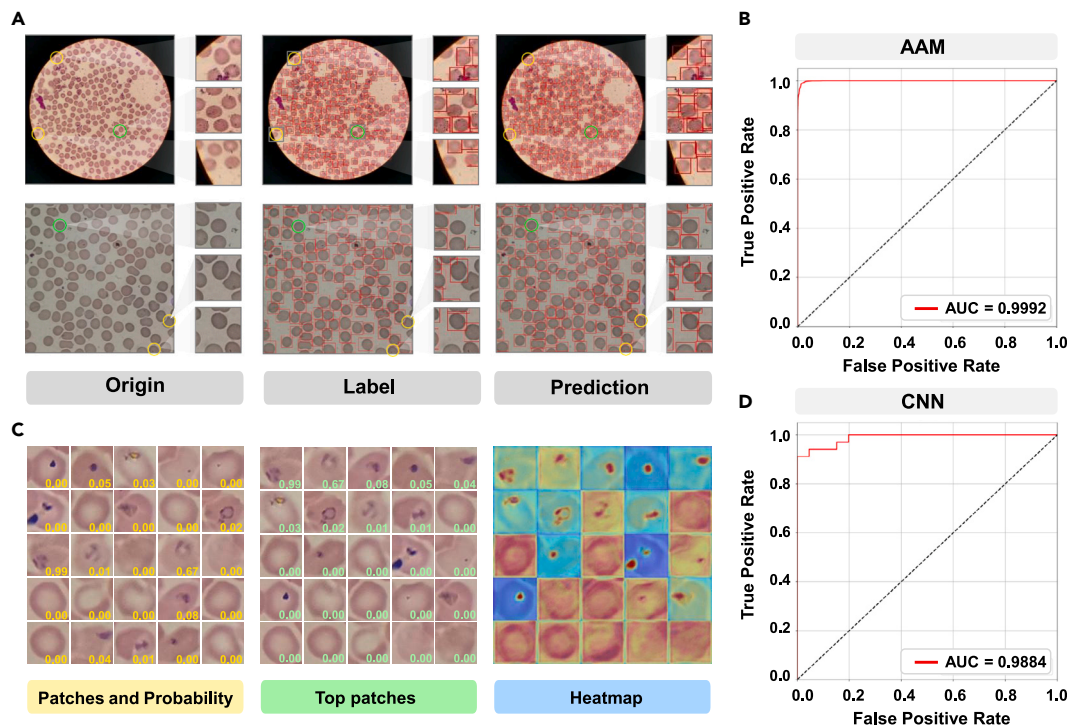 A
Origin
Label
Prediction
B
AAM
True Positive Rate
1.0
0.8
0.6
0.4
0.2
0.0
AUC = 0.9992
0.0 0.2 0.4 0.6 0.8 1.0
False Positive Rate
C
0.00 0.05 0.03 0.00 0.00
0.00 0.00 0.00 0.00 0.02
0.99 0.01 0.00 0.67 0.00
0.00 0.00 0.00 0.08 0.00
0.00 0.04 0.01 0.00 0.00
Patches and Probability
0.99 0.67 0.08 0.05 0.04
0.03 0.02 0.01 0.01 0.00
0.00 0.00 0.00 0.00 0.00
0.00 0.00 0.00 0.00 0.00
0.00 0.00 0.00 0.00 0.00
Top patches
Heatmap
D
CNN
True Positive Rate
1.0
0.8
0.6
0.4
0.2
0.0
AUC = 0.9884
0.0 0.2 0.4 0.6 0.8 1.0
False Positive Rate